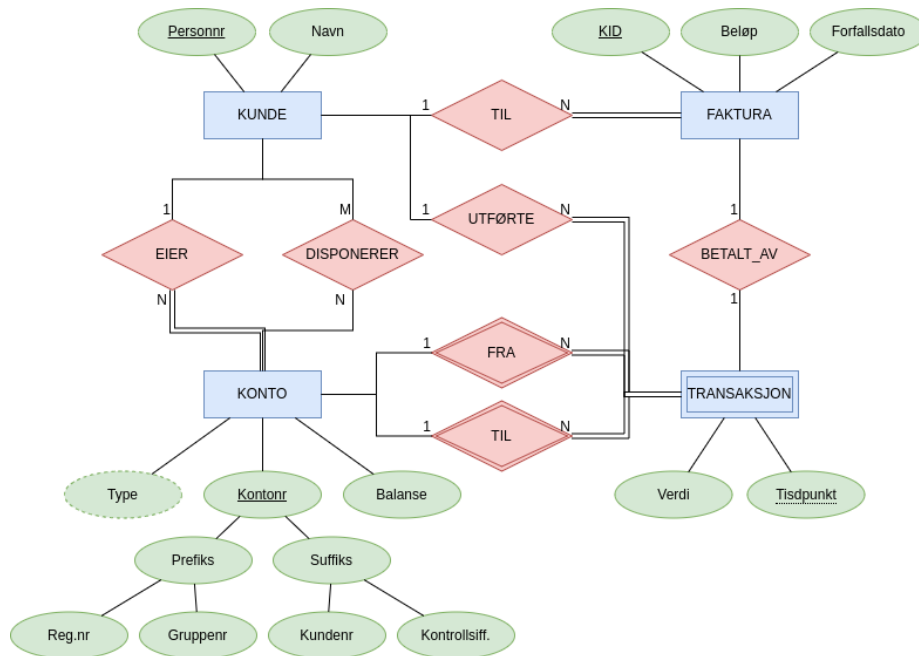 Personnr
Navn
KID
Beløp
Forfallsdato
KUNDE
1
TIL
N
FAKTURA
1
M
1
UTFØRTE
N
1
EIER
DISPONERER
BETALT_AV
N
N
1
1
FRA
N
KONTO
TRANSAKSJON
1
TIL
N
Type
Kontonr
Balanse
Verdi
Tisdpunkt
Prefiks
Suffiks
Reg.nr
Gruppenr
Kundenr
Kontrollsiff.